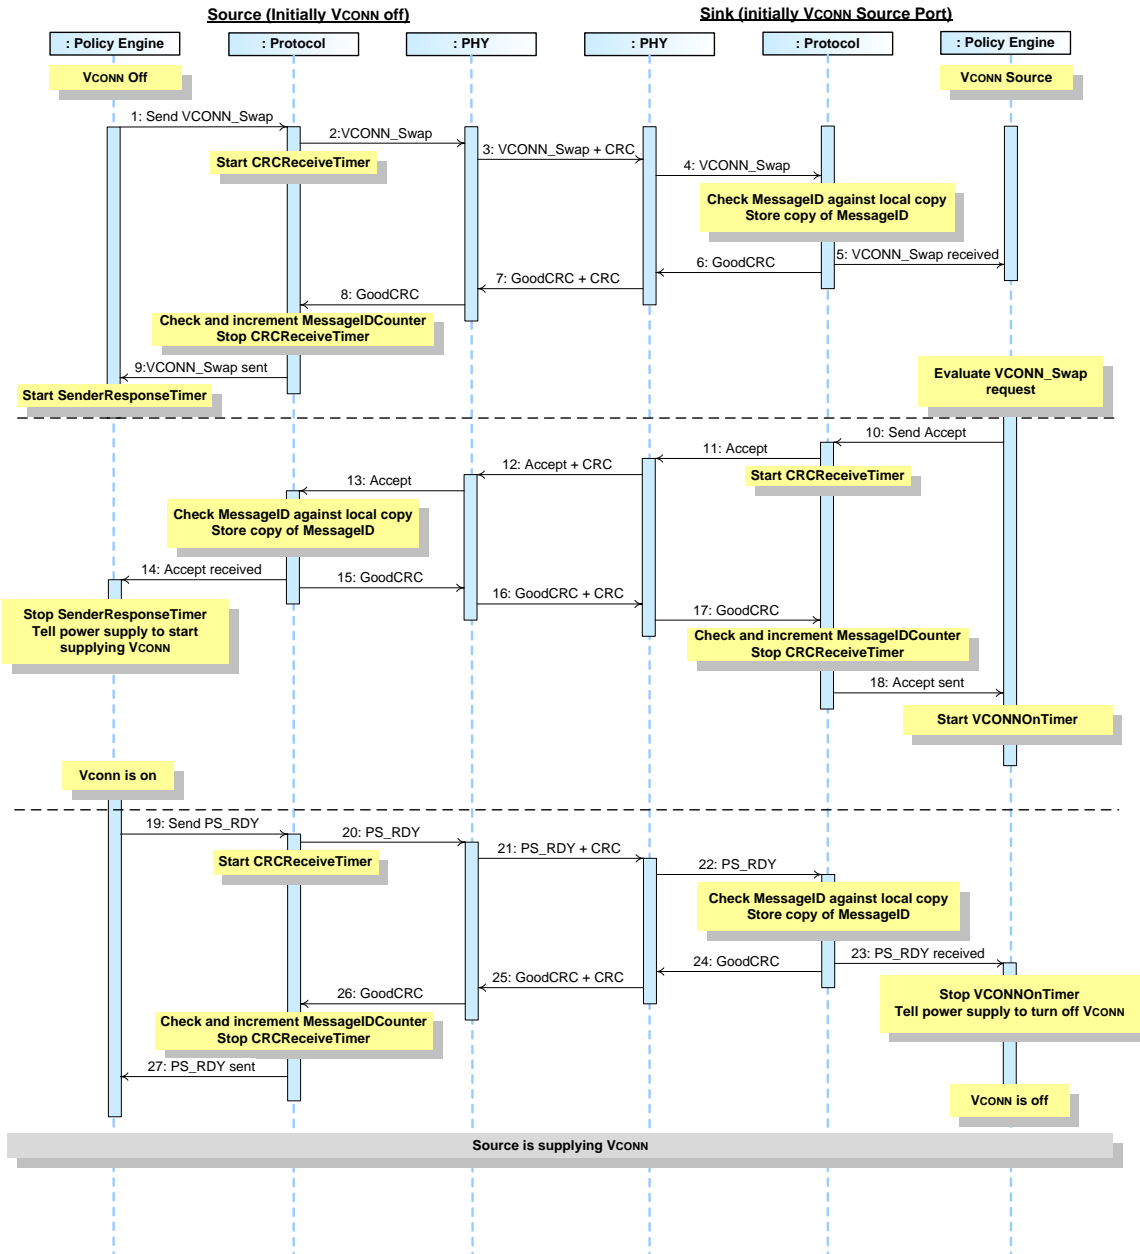 Source (Initially VCONN off)
Sink (initially VCONN Source Port)
: Policy Engine
: Protocol
: PHY
: PHY
: Protocol
: Policy Engine
VCONN Off
VCONN Source
1: Send VCONN_Swap
2:VCONN_Swap
Start CRCReceiveTimer
3: VCONN_Swap + CRC
4: VCONN_Swap
Check MessageID against local copy
Store copy of MessageID
5: VCONN_Swap received
6: GoodCRC
7: GoodCRC + CRC
8: GoodCRC
Check and increment MessageIDCounter
Stop CRCReceiveTimer
9:VCONN_Swap sent
Start SenderResponseTimer
Evaluate VCONN_Swap
request
10: Send Accept
11: Accept
Start CRCReceiveTimer
12: Accept + CRC
13: Accept
Check MessageID against local copy
Store copy of MessageID
14: Accept received
15: GoodCRC
Stop SenderResponseTimer
Tell power supply to start
supplying VCONN
16: GoodCRC + CRC
17: GoodCRC
Check and increment MessageIDCounter
Stop CRCReceiveTimer
18: Accept sent
Start VCONNOnTimer
Vconn is on
19: Send PS_RDY
20: PS_RDY
Start CRCReceiveTimer
21: PS_RDY + CRC
22: PS_RDY
Check MessageID against local copy
Store copy of MessageID
23: PS_RDY received
24: GoodCRC
25: GoodCRC + CRC
26: GoodCRC
Stop VCONNOnTimer
Tell power supply to turn off VCONN
Check and increment MessageIDCounter
Stop CRCReceiveTimer
27: PS_RDY sent
VCONN is off
Source is supplying VCONN